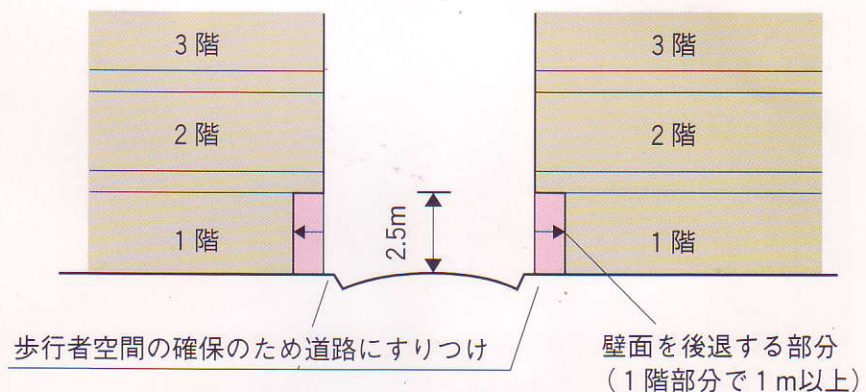 3階
3階
2階
2階
2.5m
1階
1階
歩行者空間の確保のため道路にすりつけ
壁面を後退する部分
（1階部分で1m以上）